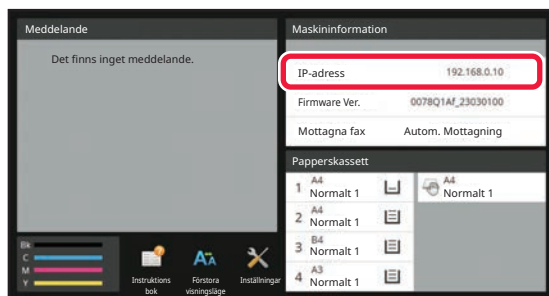 Meddelande
Det finns inget meddelande.
Maskininformation
IP-adress 192.168.0.10
Firmware Ver. 0078Q1Af_23030100
Mottagna fax Autom. Mottagning
Papperskassett
1 A4 Normalt 1
A4 Normalt 1
2 A4 Normalt 1
3 B4 Normalt 1
4 A3 Normalt 1
Bk
C
M
Y
Instruktions
bok
Förstora
visningsläge
Inställningar